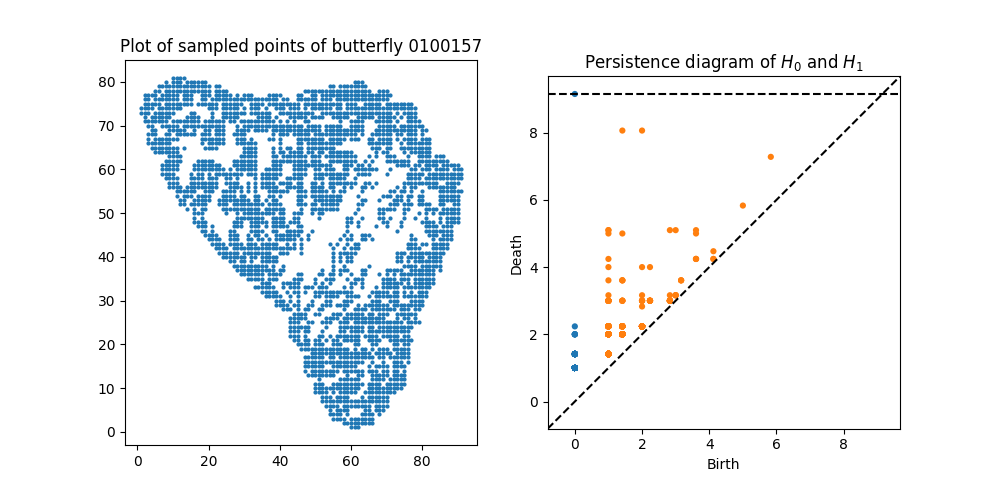 Plot of sampled points of butterfly 0100157
80
70
60
50
40
30
20
10
0
0 20 40 60 80
Persistence diagram of H₀ and H₁
Death
8
6
4
2
0
0 2 4 6 8
Birth